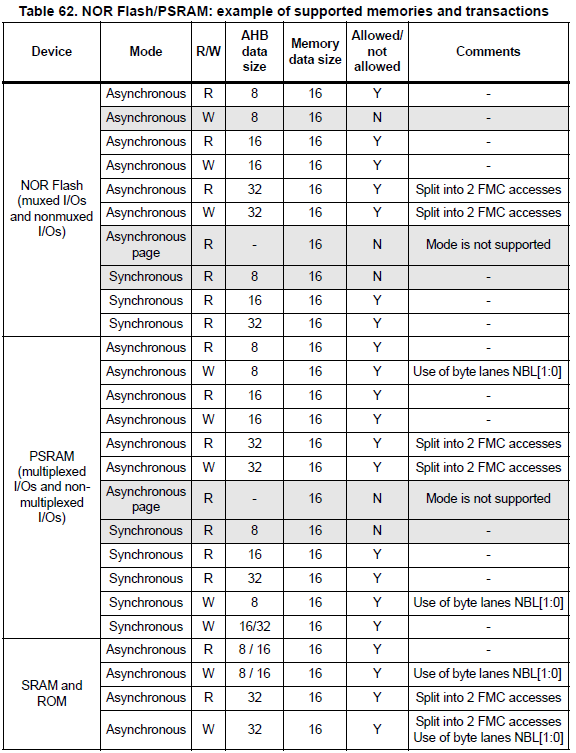 Table 62. NOR Flash/PSRAM: example of supported memories and transactions
Device Mode R/W AHB data size Memory data size Allowed/ not allowed Comments
NOR Flash (muxed I/Os and nonmuxed I/Os)
Asynchronous R 8 16 Y -
Asynchronous W 8 16 N -
Asynchronous R 16 16 Y -
Asynchronous W 16 16 Y -
Asynchronous R 32 16 Y Split into 2 FMC accesses
Asynchronous W 32 16 Y Split into 2 FMC accesses
Asynchronous page R - 16 N Mode is not supported
Synchronous R 8 16 N -
Synchronous R 16 16 Y -
Synchronous R 32 16 Y -
PSRAM (multiplexed I/Os and non-multiplexed I/Os)
Asynchronous R 8 16 Y -
Asynchronous W 8 16 Y Use of byte lanes NBL[1:0]
Asynchronous R 16 16 Y -
Asynchronous W 16 16 Y -
Asynchronous R 32 16 Y Split into 2 FMC accesses
Asynchronous W 32 16 Y Split into 2 FMC accesses
Asynchronous page R - 16 N Mode is not supported
Synchronous R 8 16 N -
Synchronous R 16 16 Y -
Synchronous R 32 16 Y -
Synchronous W 8 16 Y Use of byte lanes NBL[1:0]
Synchronous W 16/32 16 Y -
SRAM and ROM
Asynchronous R 8 / 16 16 Y -
Asynchronous W 8 / 16 16 Y Use of byte lanes NBL[1:0]
Asynchronous R 32 16 Y Split into 2 FMC accesses
Asynchronous W 32 16 Y Split into 2 FMC accesses Use of byte lanes NBL[1:0]